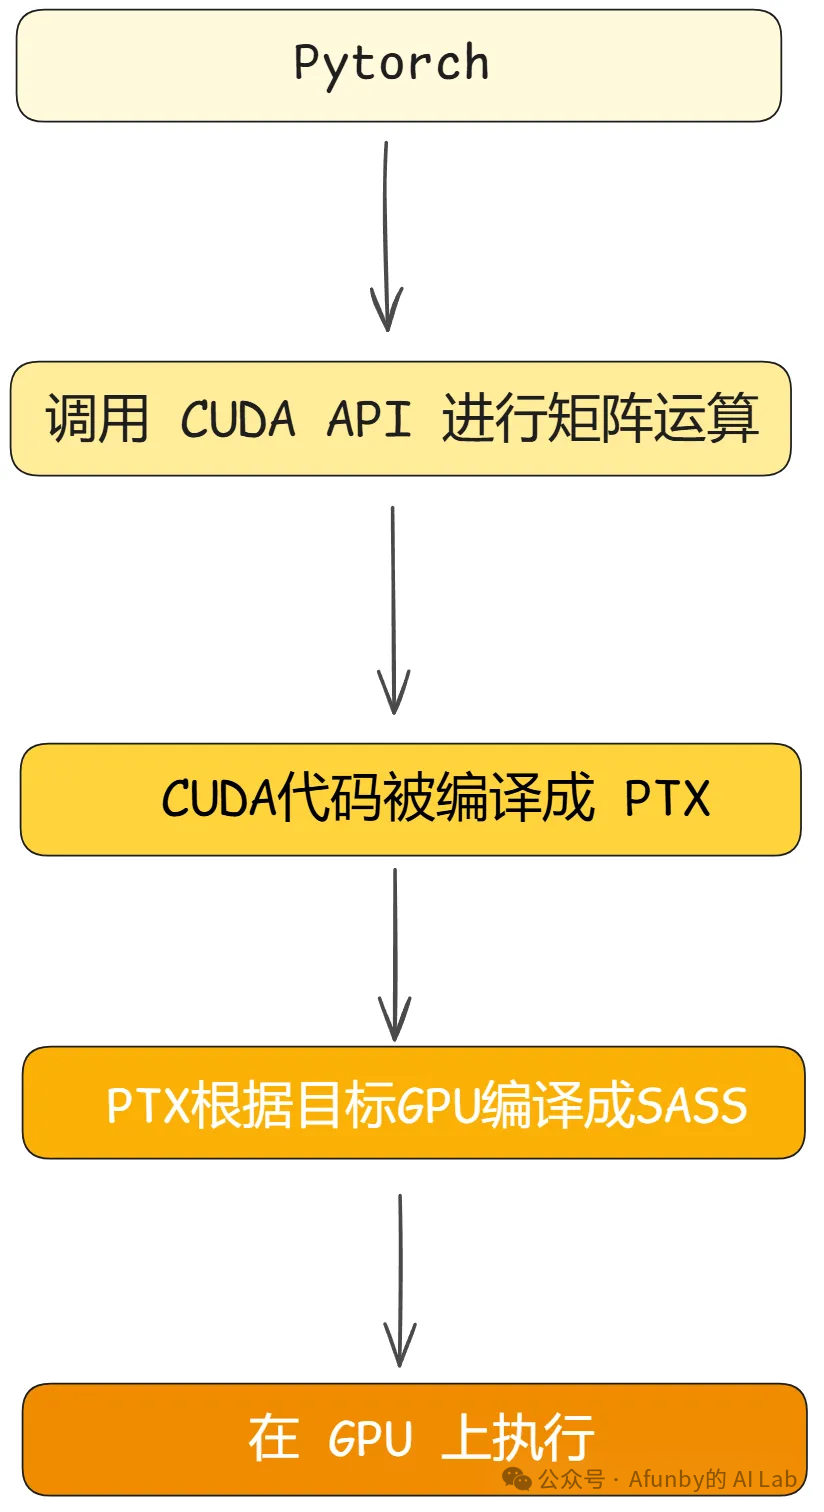 Pytorch
调用 CUDA API 进行矩阵运算
CUDA代码被编译成 PTX
PTX根据目标GPU编译成SASS
在 GPU 上执行
公众号 · Afunby的 AI Lab